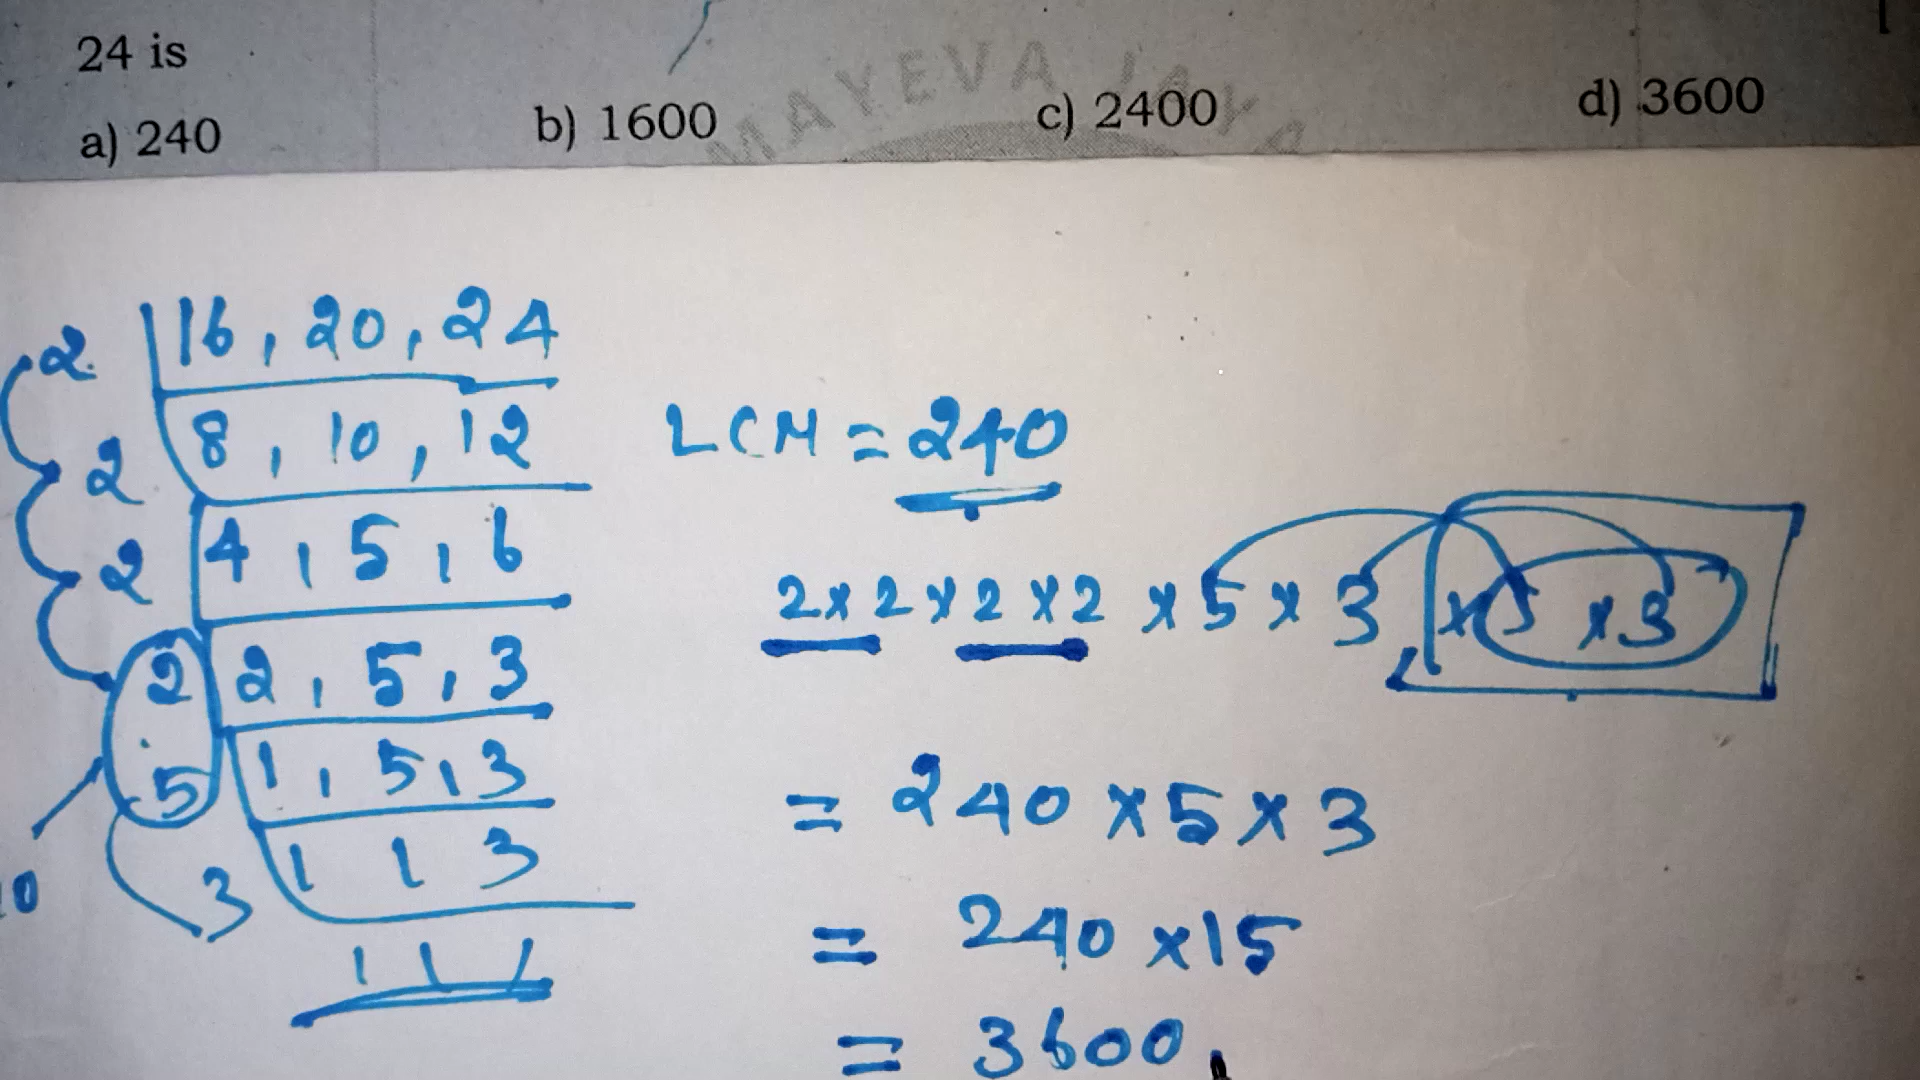 24 is
a) 240 b) 1600 c) 2400 d) 3600
MAYEVA JAYA
2 16, 20, 24
2 8, 10, 12
LCM = 240
2 4, 5, 6
2×2×2×2×5×3×5×3
2 2, 5, 3
5 1, 5, 3
= 240×5×3
3 1 1 3
1 1 1
= 240×15
= 3600